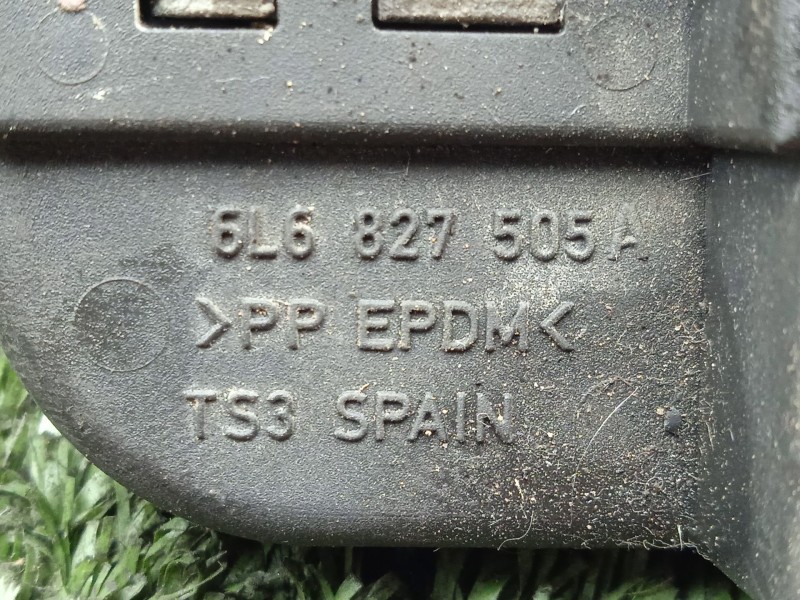 6L6 827 505 A
>PP EPDM<
TS3 SPAIN